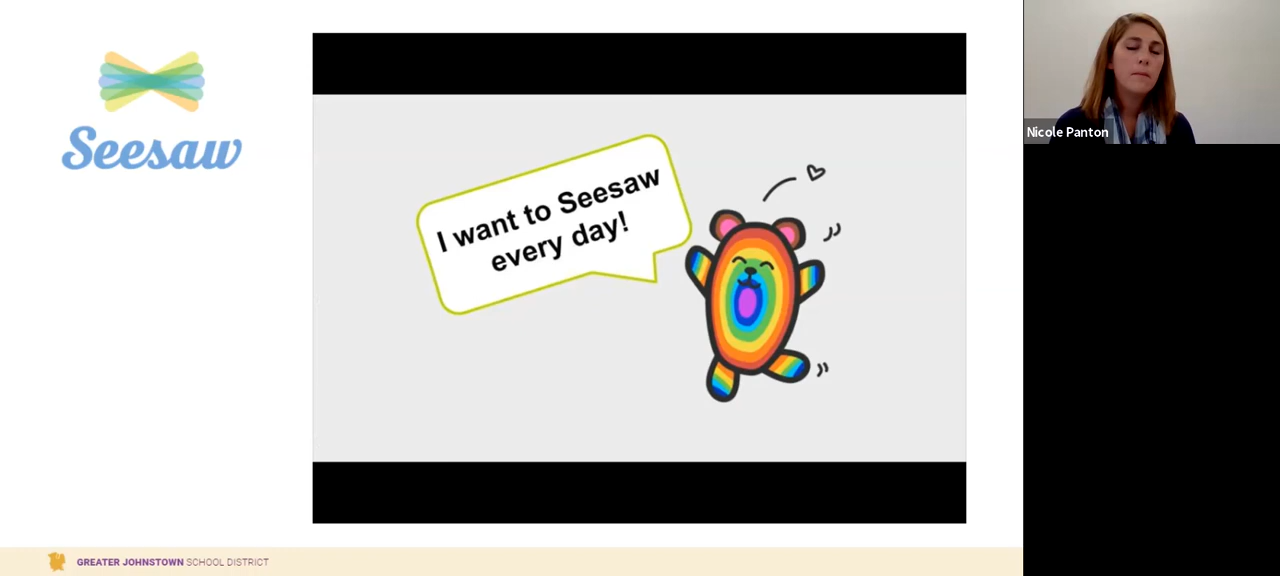 Seesaw
I want to Seesaw
every day!
Nicole Panton
GREATER JOHNSTOWN SCHOOL DISTRICT